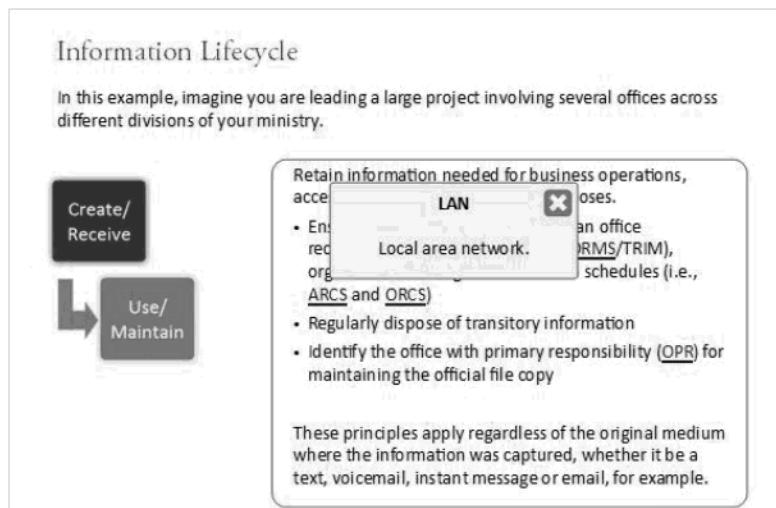 Information Lifecycle
In this example, imagine you are leading a large project involving several offices across
different divisions of your ministry.
Create/
Receive
Use/
Maintain
Retain information needed for business operations,
acce oses.
• Ens an office
rec ORMS/TRIM),
org schedules (i.e.,
ARCS and ORCS)
• Regularly dispose of transitory information
• Identify the office with primary responsibility (OPR) for
maintaining the official file copy
These principles apply regardless of the original medium
where the information was captured, whether it be a
text, voicemail, instant message or email, for example.
LAN
Local area network.